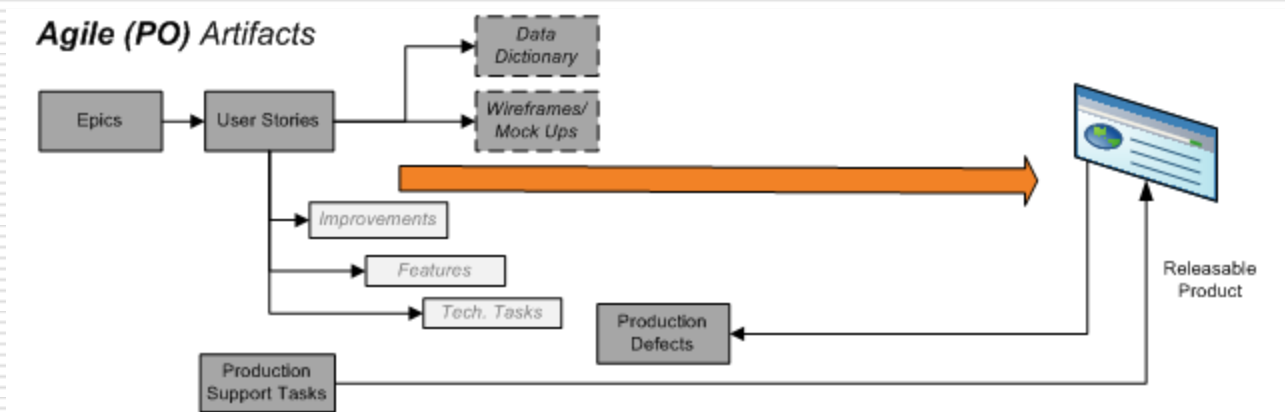 Agile (PO) Artifacts
Data
Dictionary
Epics
User Stories
Wireframes/
Mock Ups
Improvements
Features
Tech. Tasks
Releasable
Product
Production
Defects
Production
Support Tasks